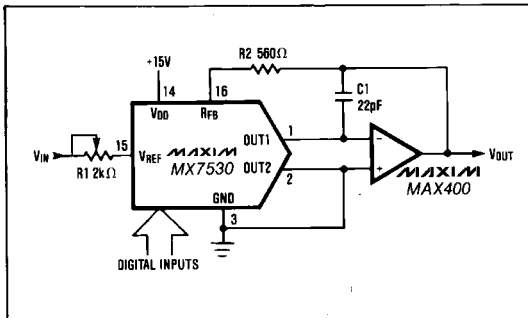 +15V
R2 560Ω
14
16
VDD
RFB
C1
22pF
1
VIN
R1 2kΩ
15
VREF
MAXIM
MX7530
OUT1
OUT2
2
GND
3
DIGITAL INPUTS
−
+
VOUT
MAXIM
MAX400